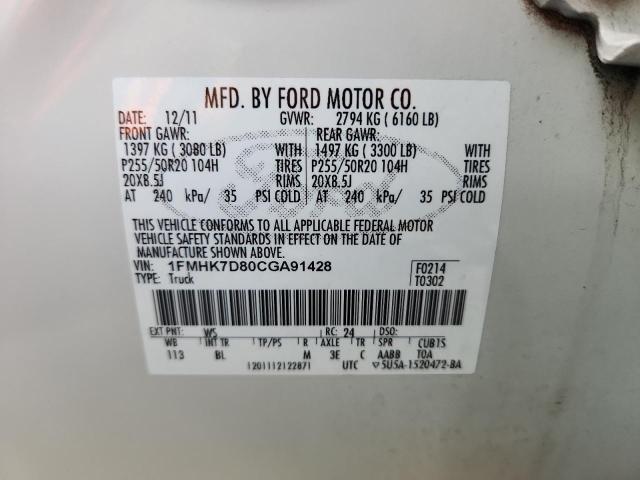 MFD. BY FORD MOTOR CO.
DATE: 12/11 GVWR: 2794 KG ( 6160 LB)
FRONT GAWR: REAR GAWR:
1397 KG ( 3080 LB) WITH 1497 KG ( 3300 LB) WITH
P255/50R20 104H TIRES P255/50R20 104H TIRES
20X8.5J RIMS 20X8.5J RIMS
AT 240 kPa/ 35 PSI COLD AT 240 kPa/ 35 PSI COLD
THIS VEHICLE CONFORMS TO ALL APPLICABLE FEDERAL MOTOR
VEHICLE SAFETY STANDARDS IN EFFECT ON THE DATE OF
MANUFACTURE SHOWN ABOVE.
VIN: 1FMHK7D80CGA91428 F0214
TYPE: Truck T0302
EXT PNT: WS RC: 24 DSO:
WB INT TR TP/PS R AXLE TR SPR CUBTS
113 BL M 3E C AABB TOA
1201112122871 UTC ▽5U5A-1520472-BA